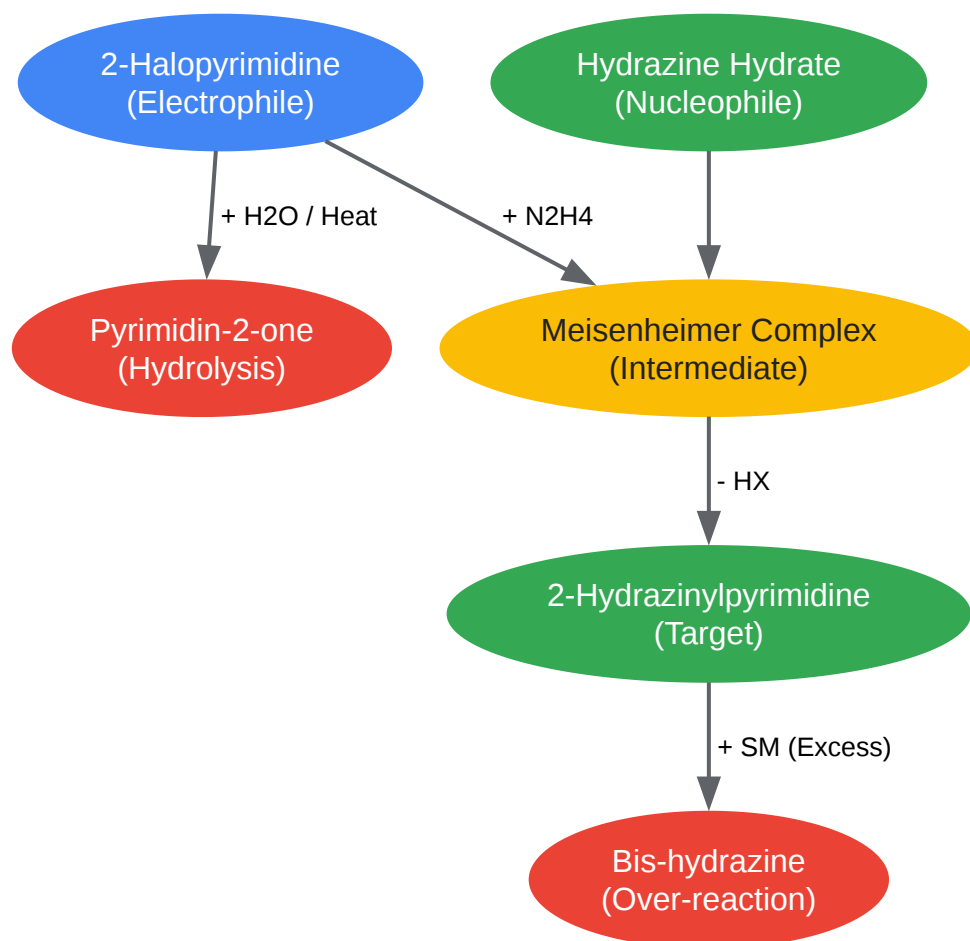 2-Halopyrimidine
(Electrophile)
Hydrazine Hydrate
(Nucleophile)
+ H2O / Heat
+ N2H4
Pyrimidin-2-one
(Hydrolysis)
Meisenheimer Complex
(Intermediate)
- HX
2-Hydrazinylpyrimidine
(Target)
+ SM (Excess)
Bis-hydrazine
(Over-reaction)